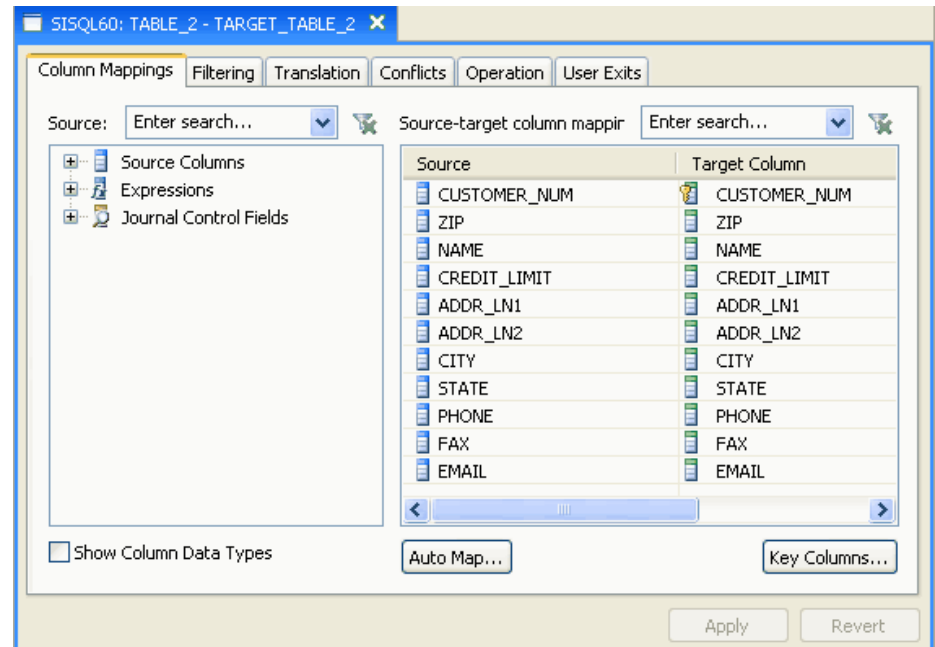 SISQL60: TABLE_2 - TARGET_TABLE_2
Column Mappings Filtering Translation Conflicts Operation User Exits
Source: Enter search... Source-target column mappir Enter search...
Source Columns
Expressions
Journal Control Fields
Source Target Column
CUSTOMER_NUM CUSTOMER_NUM
ZIP ZIP
NAME NAME
CREDIT_LIMIT CREDIT_LIMIT
ADDR_LN1 ADDR_LN1
ADDR_LN2 ADDR_LN2
CITY CITY
STATE STATE
PHONE PHONE
FAX FAX
EMAIL EMAIL
Show Column Data Types Auto Map... Key Columns...
Apply Revert